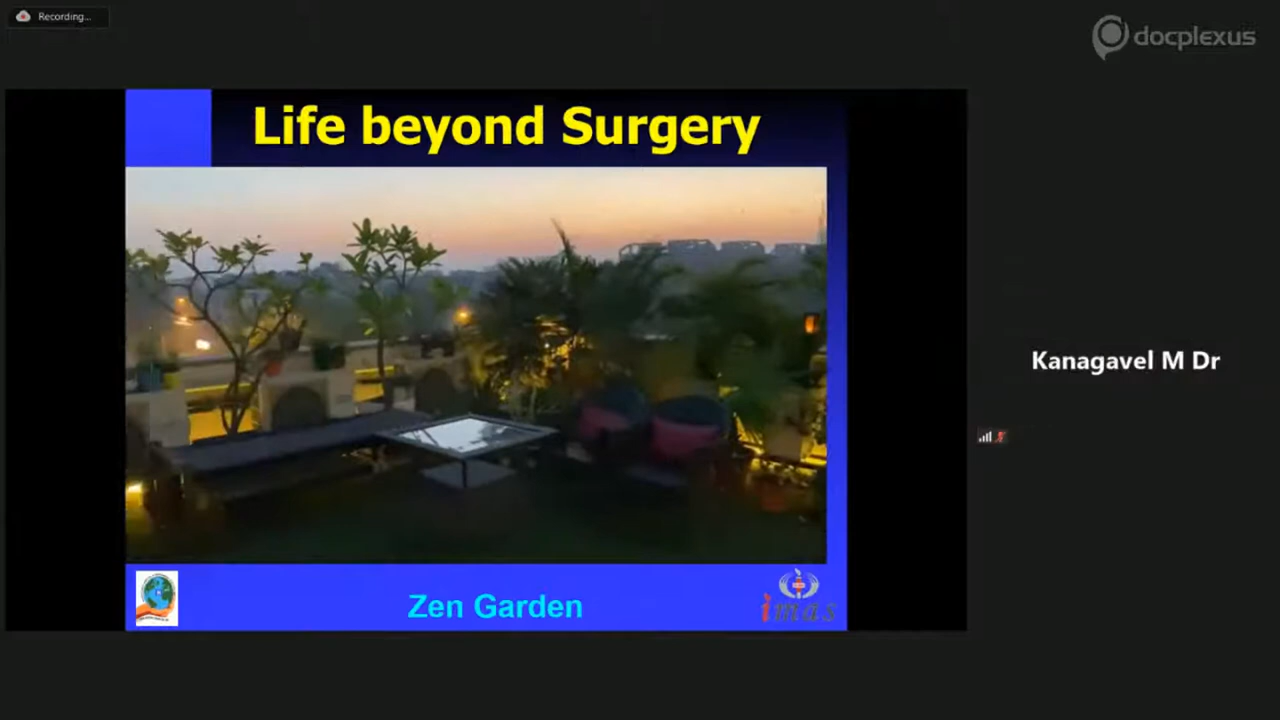 Recording...
docplexus
Life beyond Surgery
Kanagavel M Dr
Zen Garden
imas